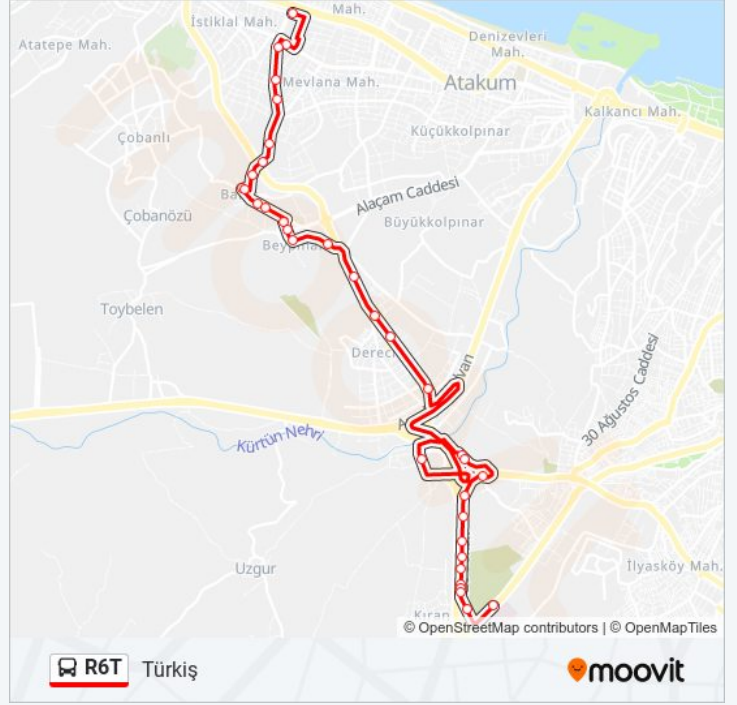 Mah.
İstiklal Mah.
Denizevleri
Mah.
Atatepe Mah.
Mevlana Mah.
Atakum
Kalkancı Mah.
Çobanlı
Küçükkolpınar
Alaçam Caddesi
Çobanözü
Büyükkolpınar
Toybelen
30 Ağustos Caddesi
Kürtün Nehri
Uzgur
İlyasköy Mah.
© OpenStreetMap contributors | © OpenMapTiles
R6T Türkiş
moovit